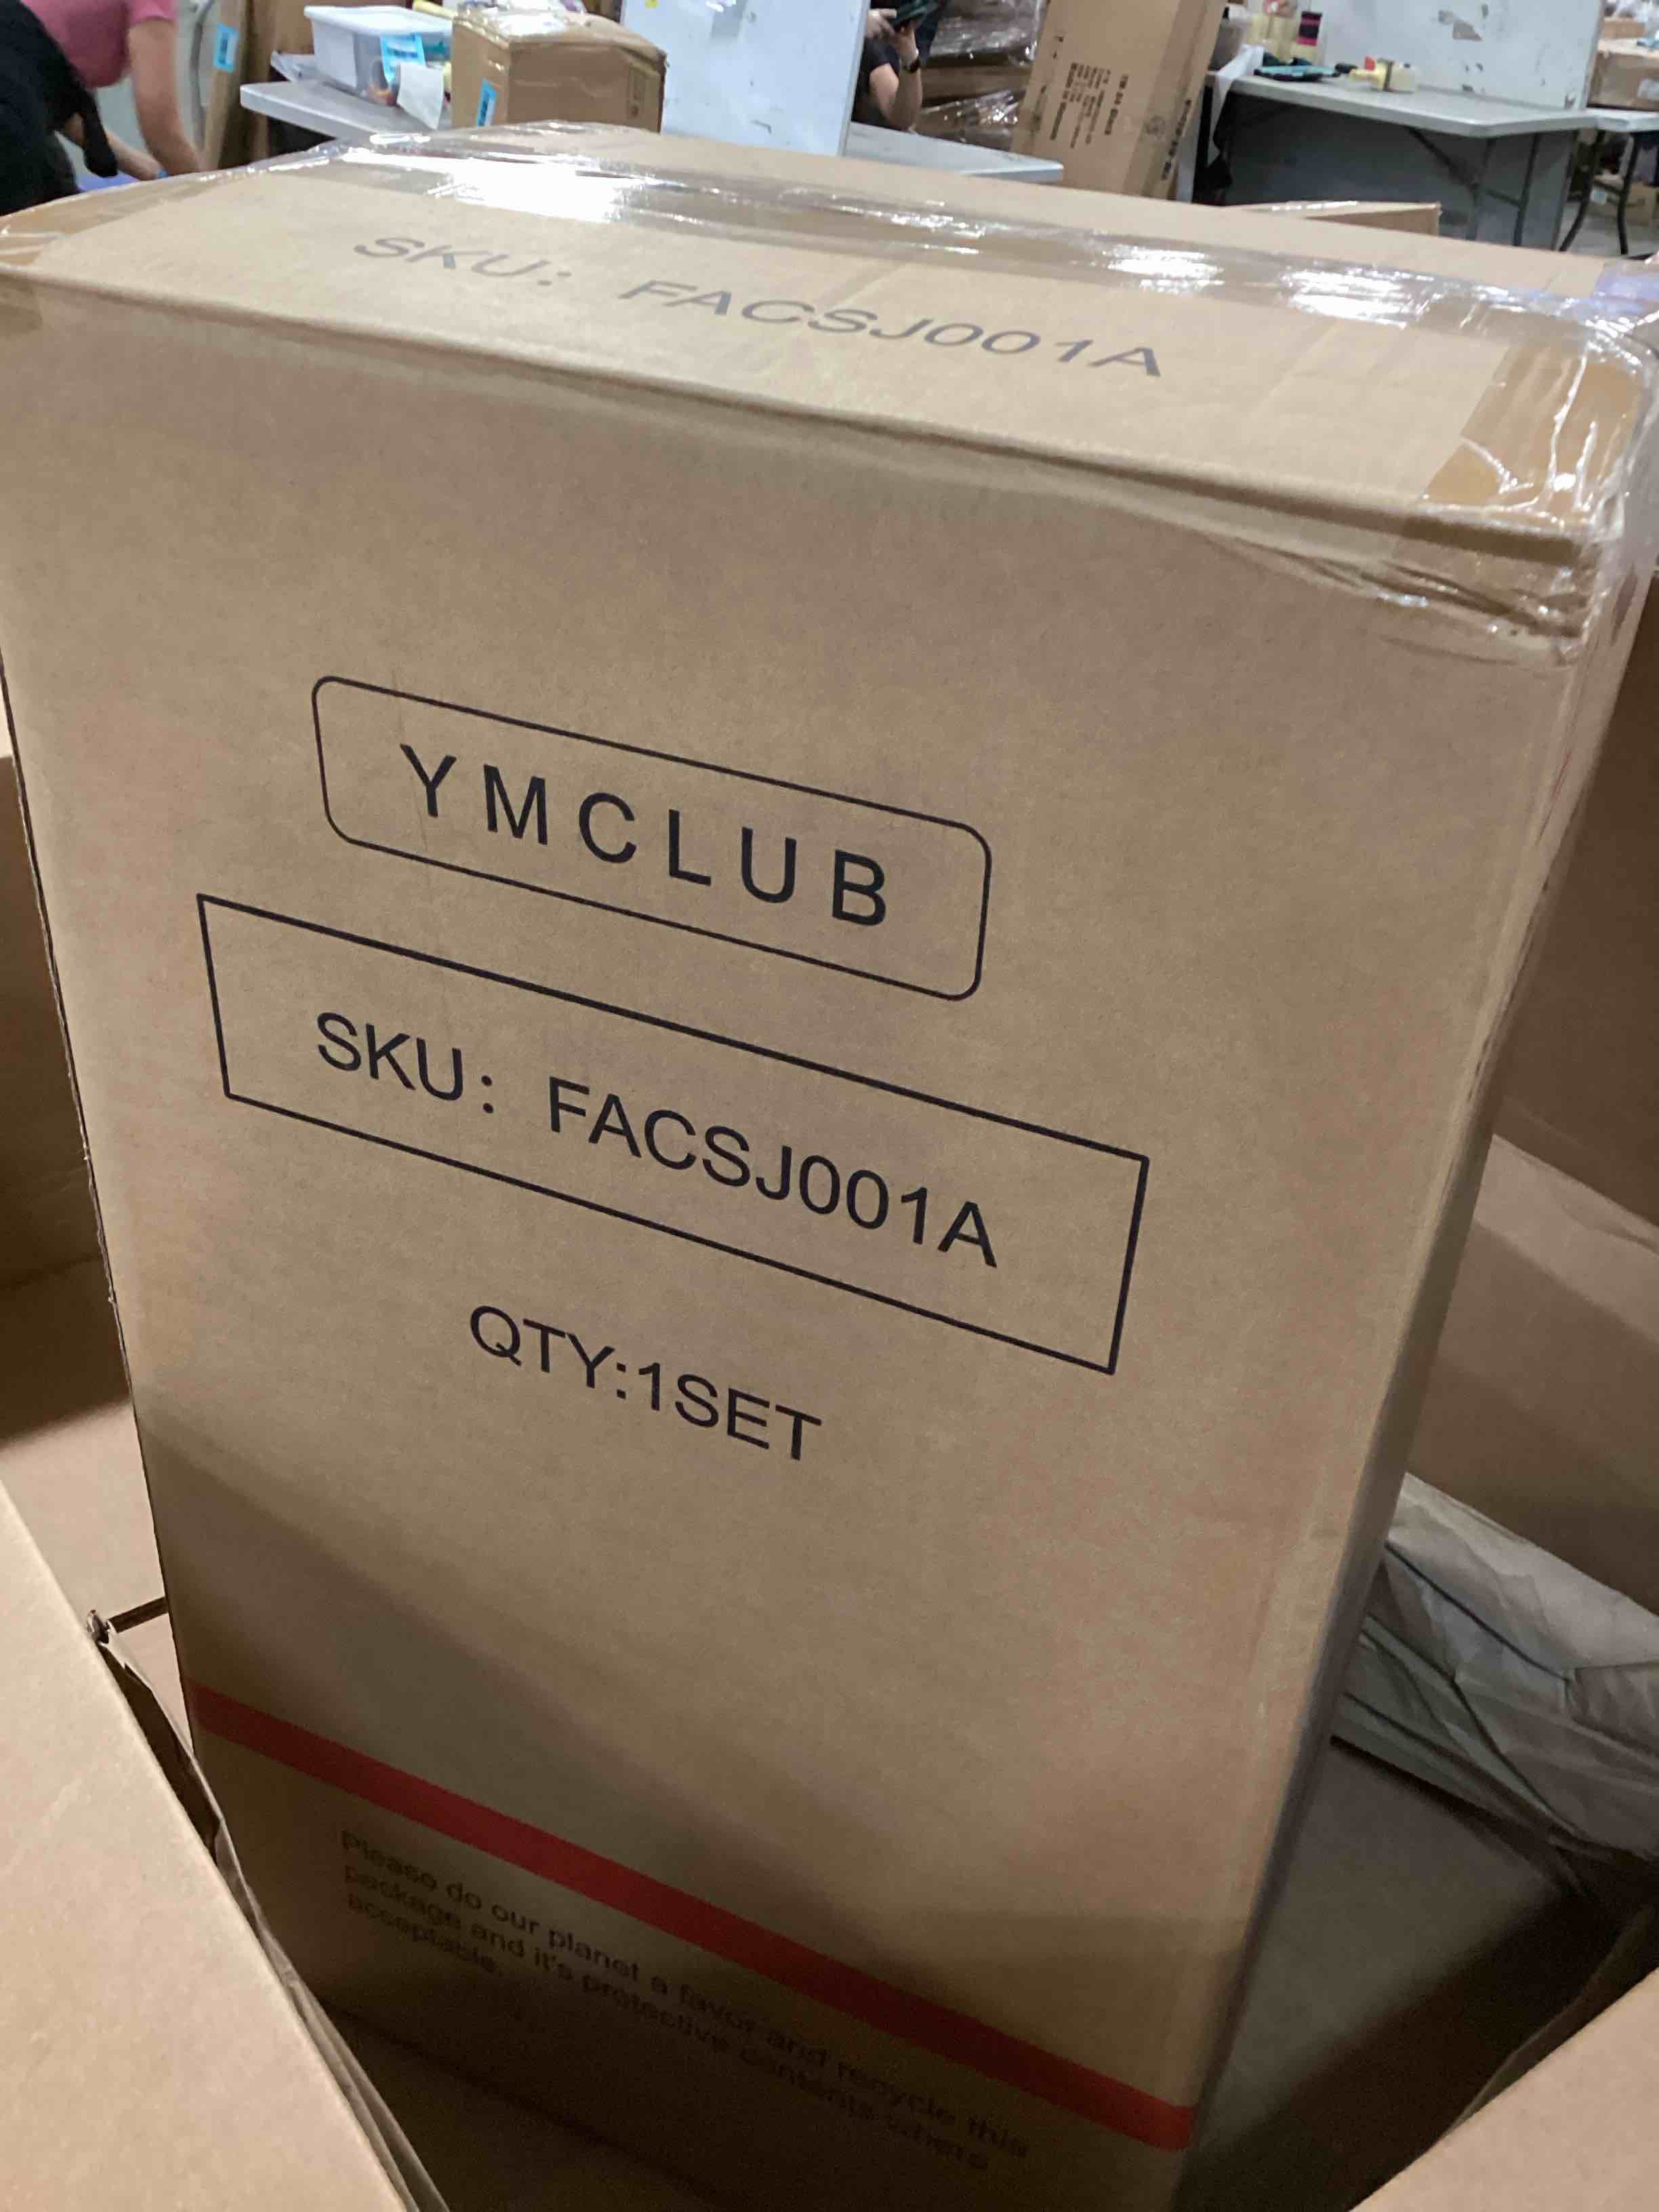 SKU: FACSJ001A
YMCLUB
SKU: FACSJ001A
QTY:1SET
Please do our planet a favor and recycle this
package and it's protective contents where
acceptable.